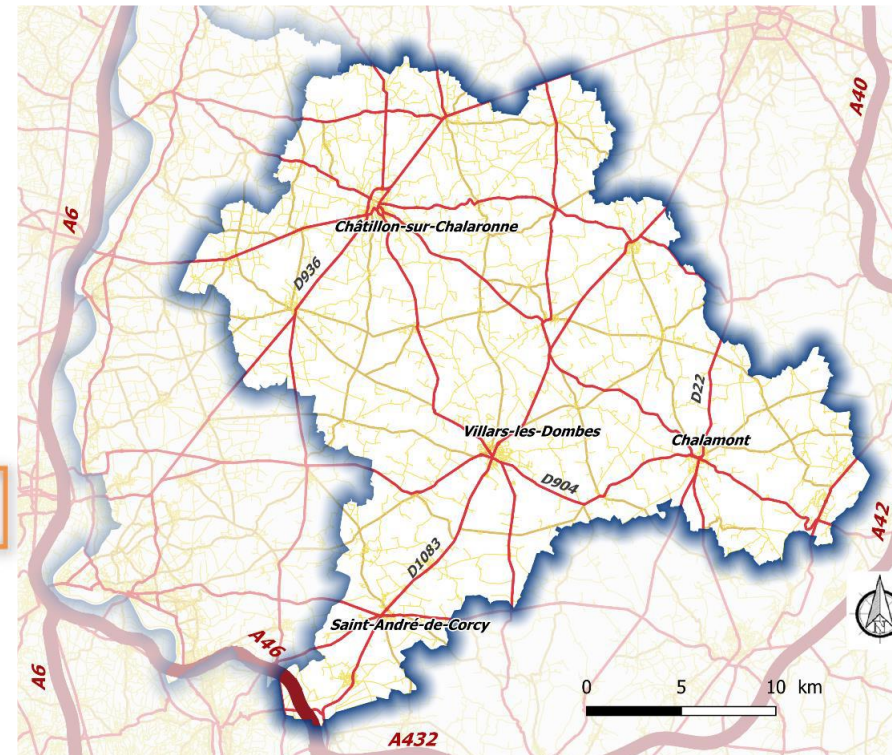 A40
A6
Châtillon-sur-Chalaronne
D936
D22
Villars-les-Dombes
Chalamont
D904
A42
D1083
Saint-André-de-Corcy
N
A46
A6
0 5 10 km
A432